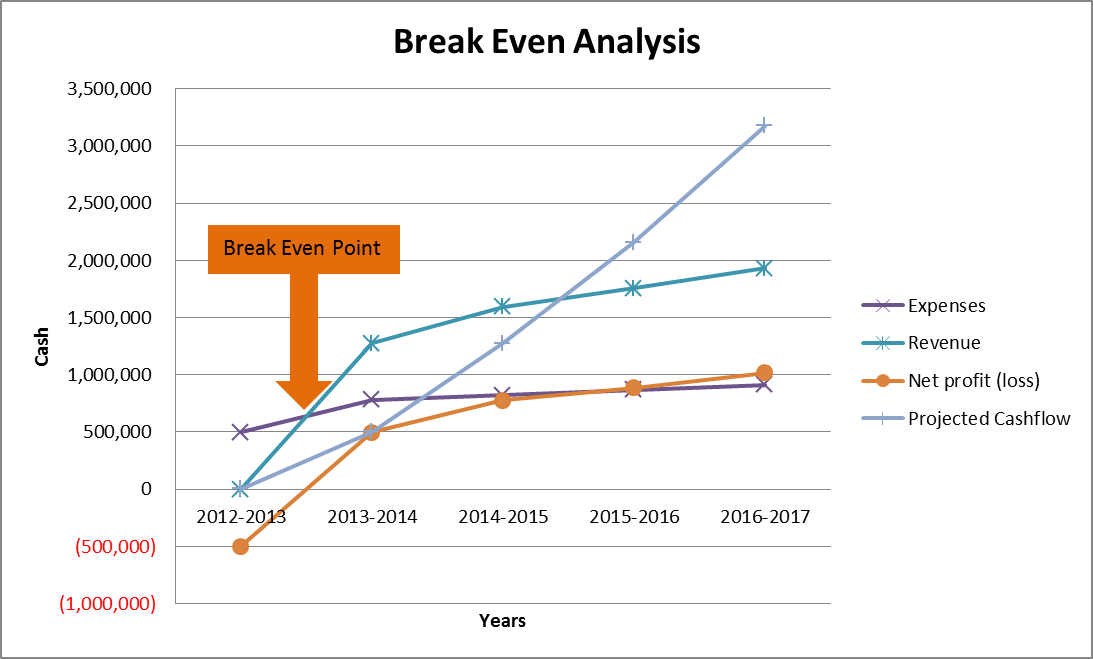 Break Even Analysis
3,500,000
3,000,000
2,500,000
2,000,000
1,500,000
1,000,000
500,000
0
(500,000)
(1,000,000)
Cash
Break Even Point
2012-2013 2013-2014 2014-2015 2015-2016 2016-2017
Years
Expenses
Revenue
Net profit (loss)
Projected Cashflow